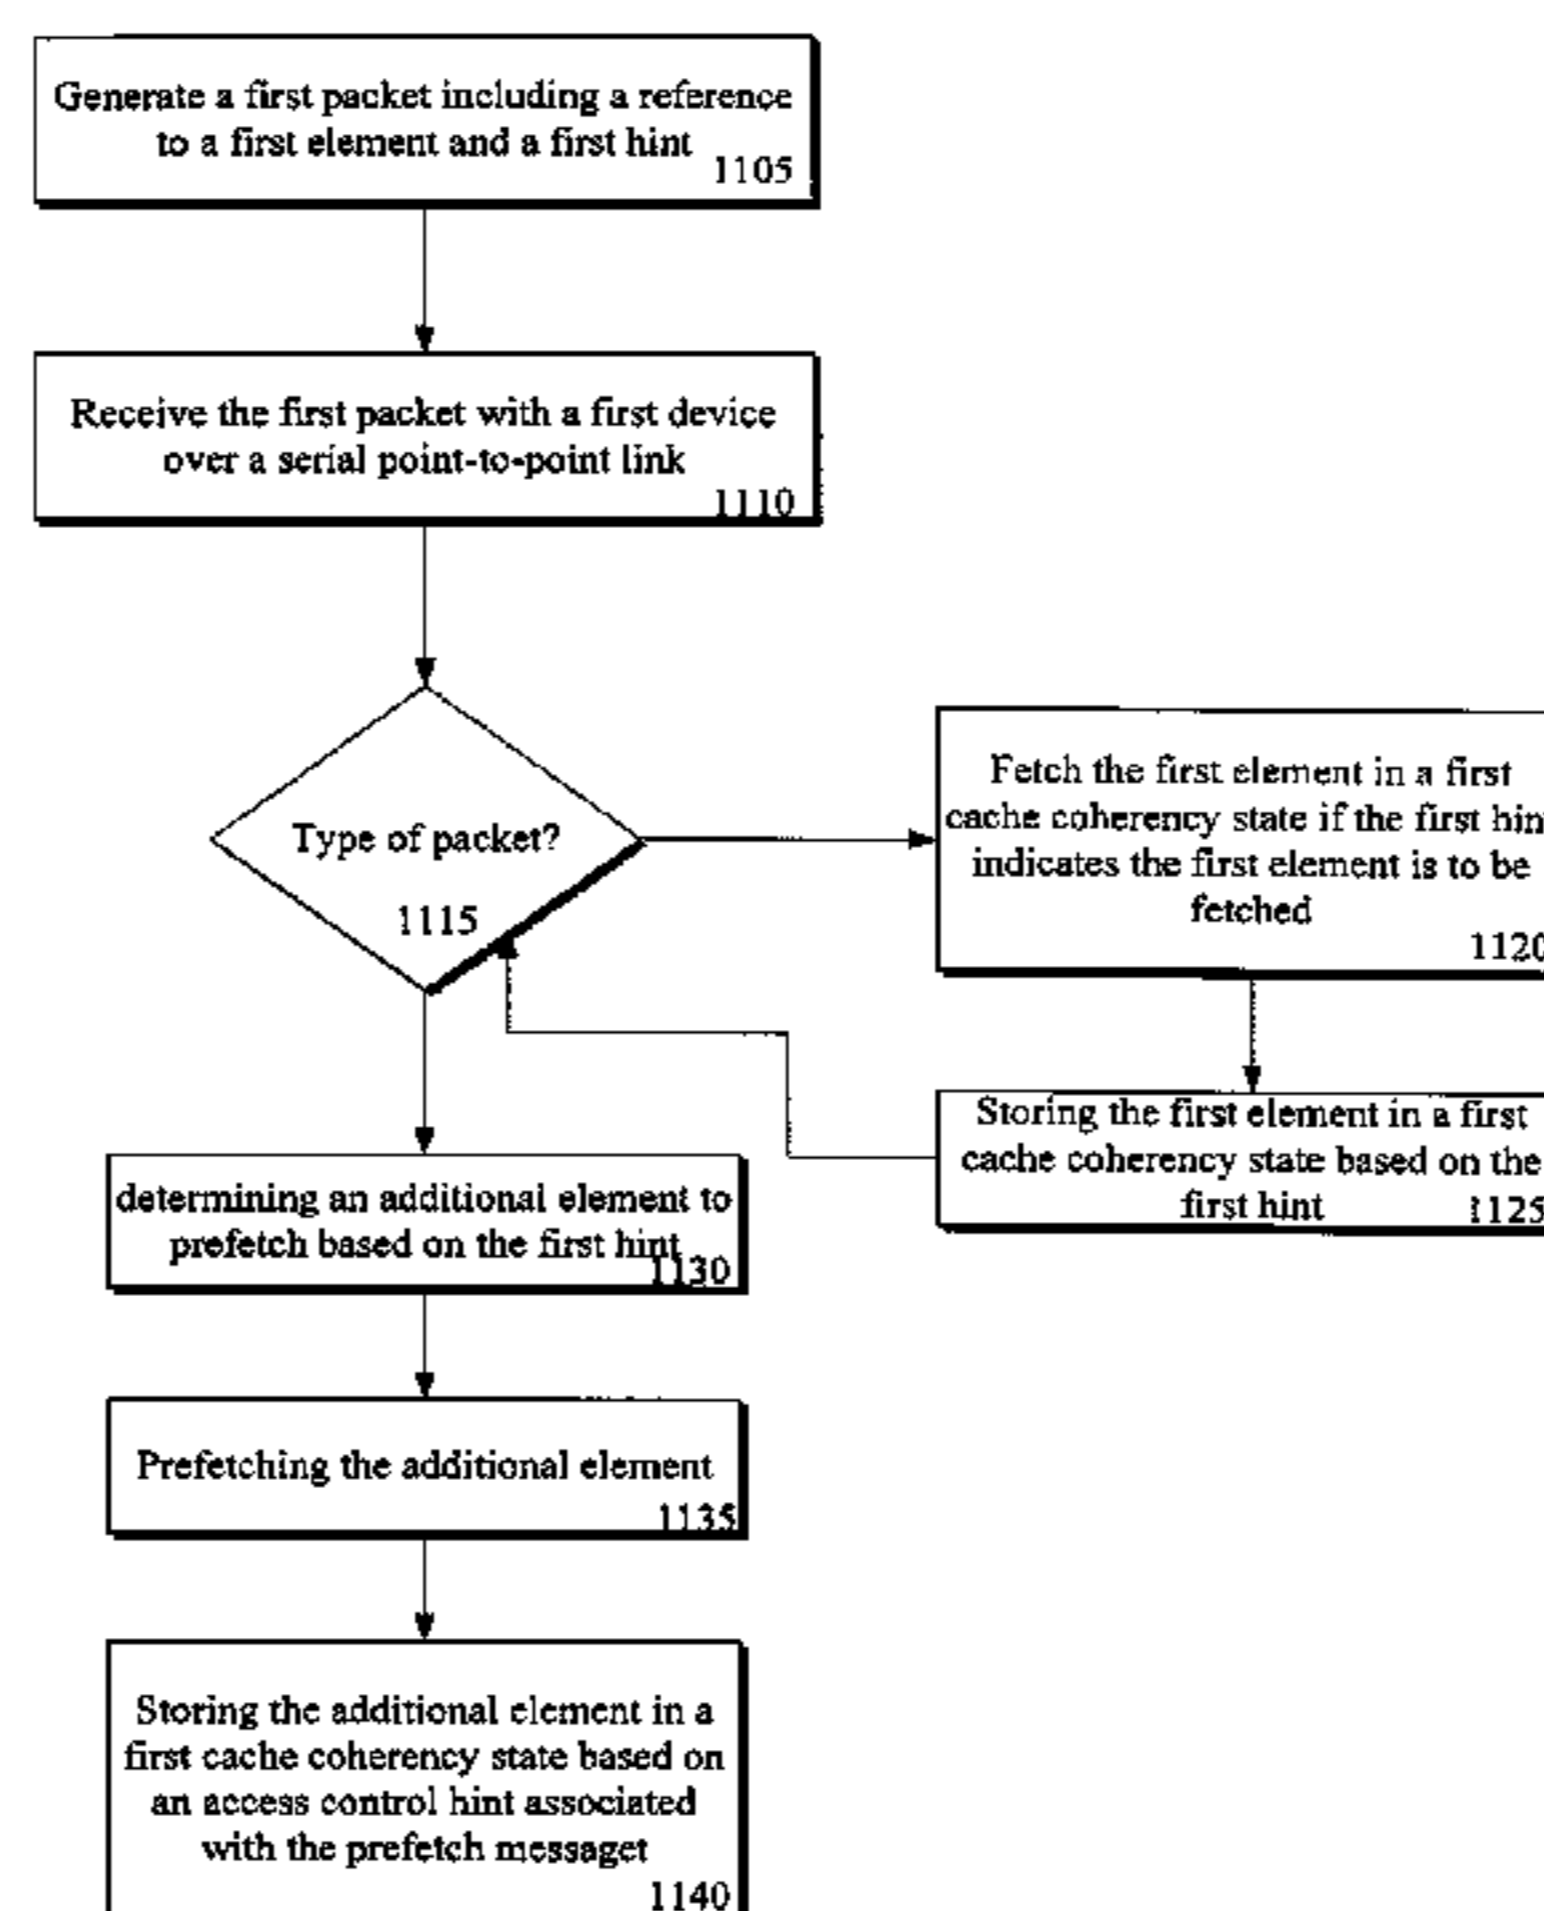 Generate a first packet including a reference
to a first element and a first hint
1105
Receive the first packet with a first device
over a serial point-to-point link
1110
Type of packet?
1115
Fetch the first element in a first
cache coherency state if the first hin
indicates the first element is to be
fetched
1120
Storing the first element in a first
cache coherency state based on the
first hint
1125
determining an additional element to
prefetch based on the first hint
1130
Prefetching the additional element
1135
Storing the additional element in a
first cache coherency state based on
an access control hint associated
with the prefetch messaget
1140